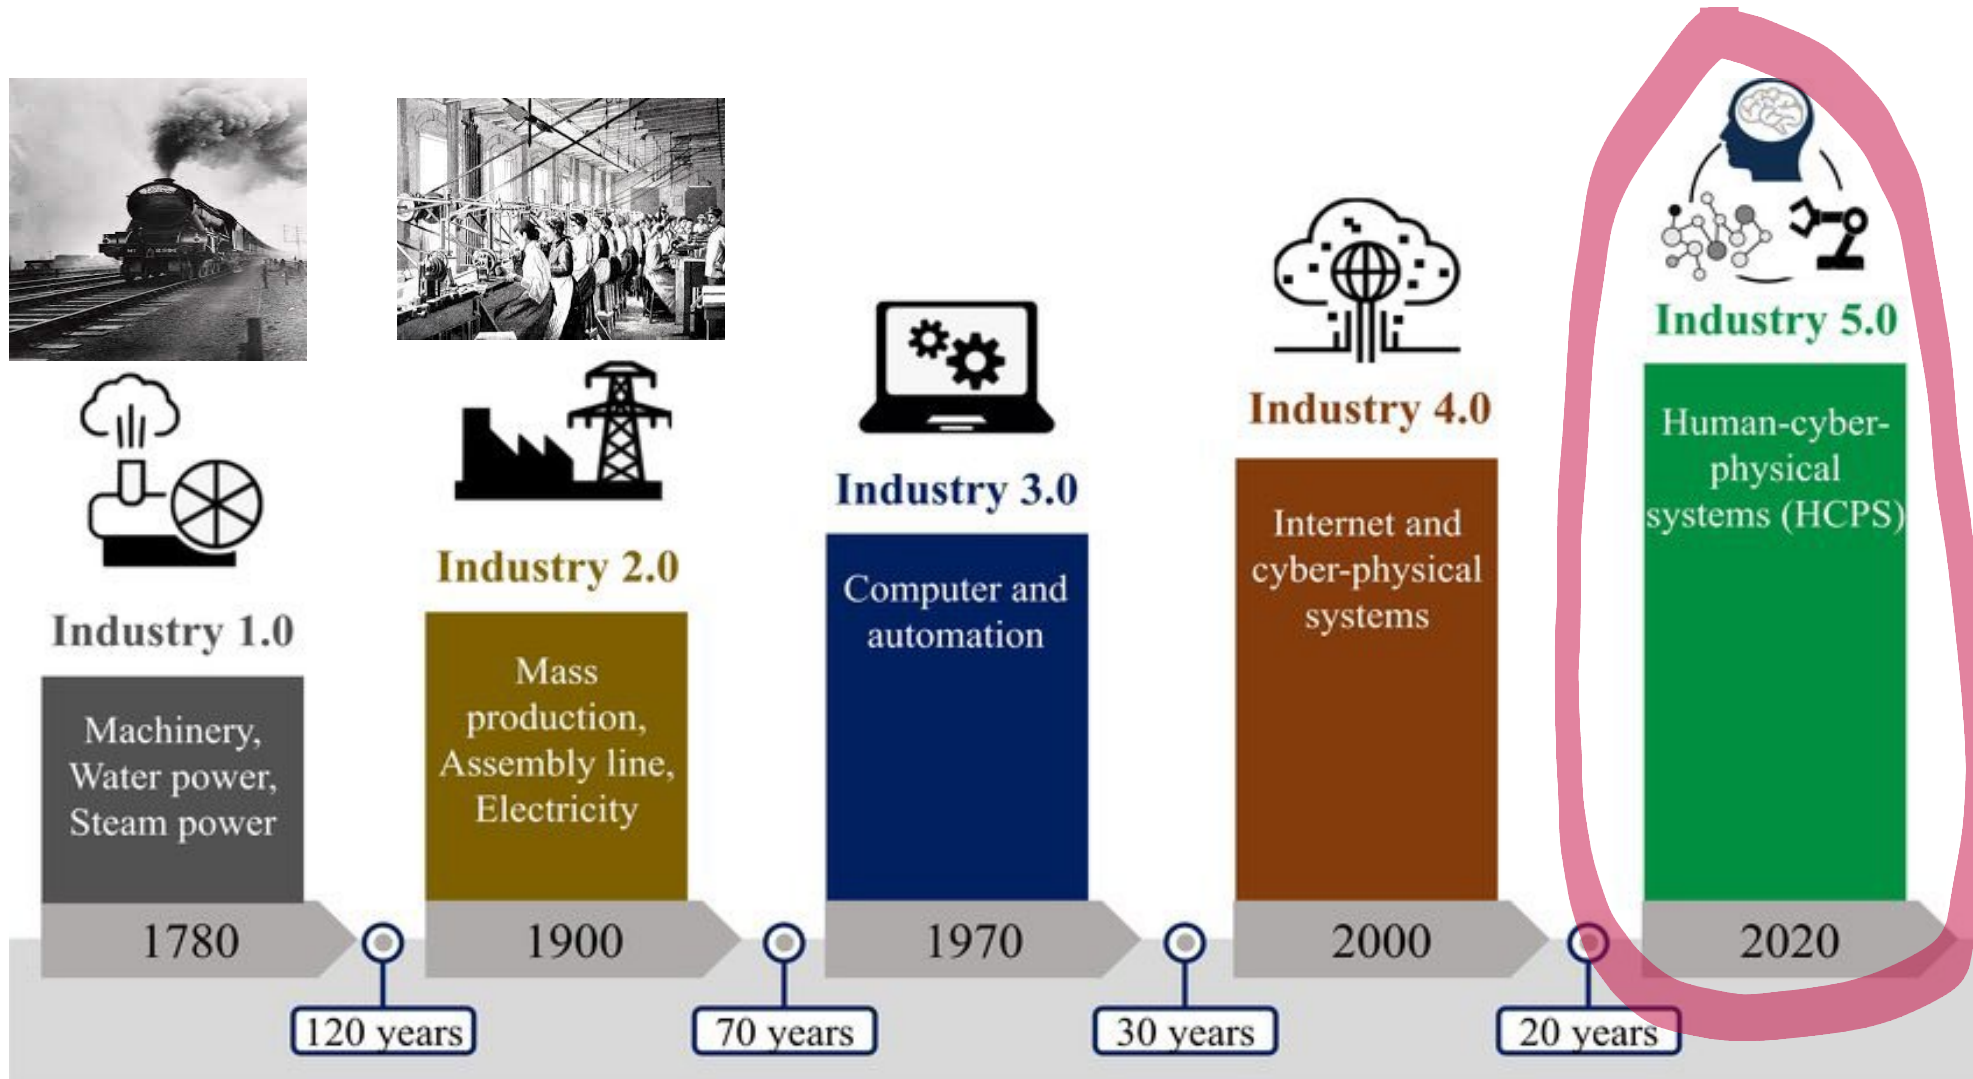 Industry 1.0
Machinery,
Water power,
Steam power
1780
120 years
Industry 2.0
Mass
production,
Assembly line,
Electricity
1900
70 years
Industry 3.0
Computer and
automation
1970
30 years
Industry 4.0
Internet and
cyber-physical
systems
2000
20 years
Industry 5.0
Human-cyber-
physical
systems (HCPS)
2020